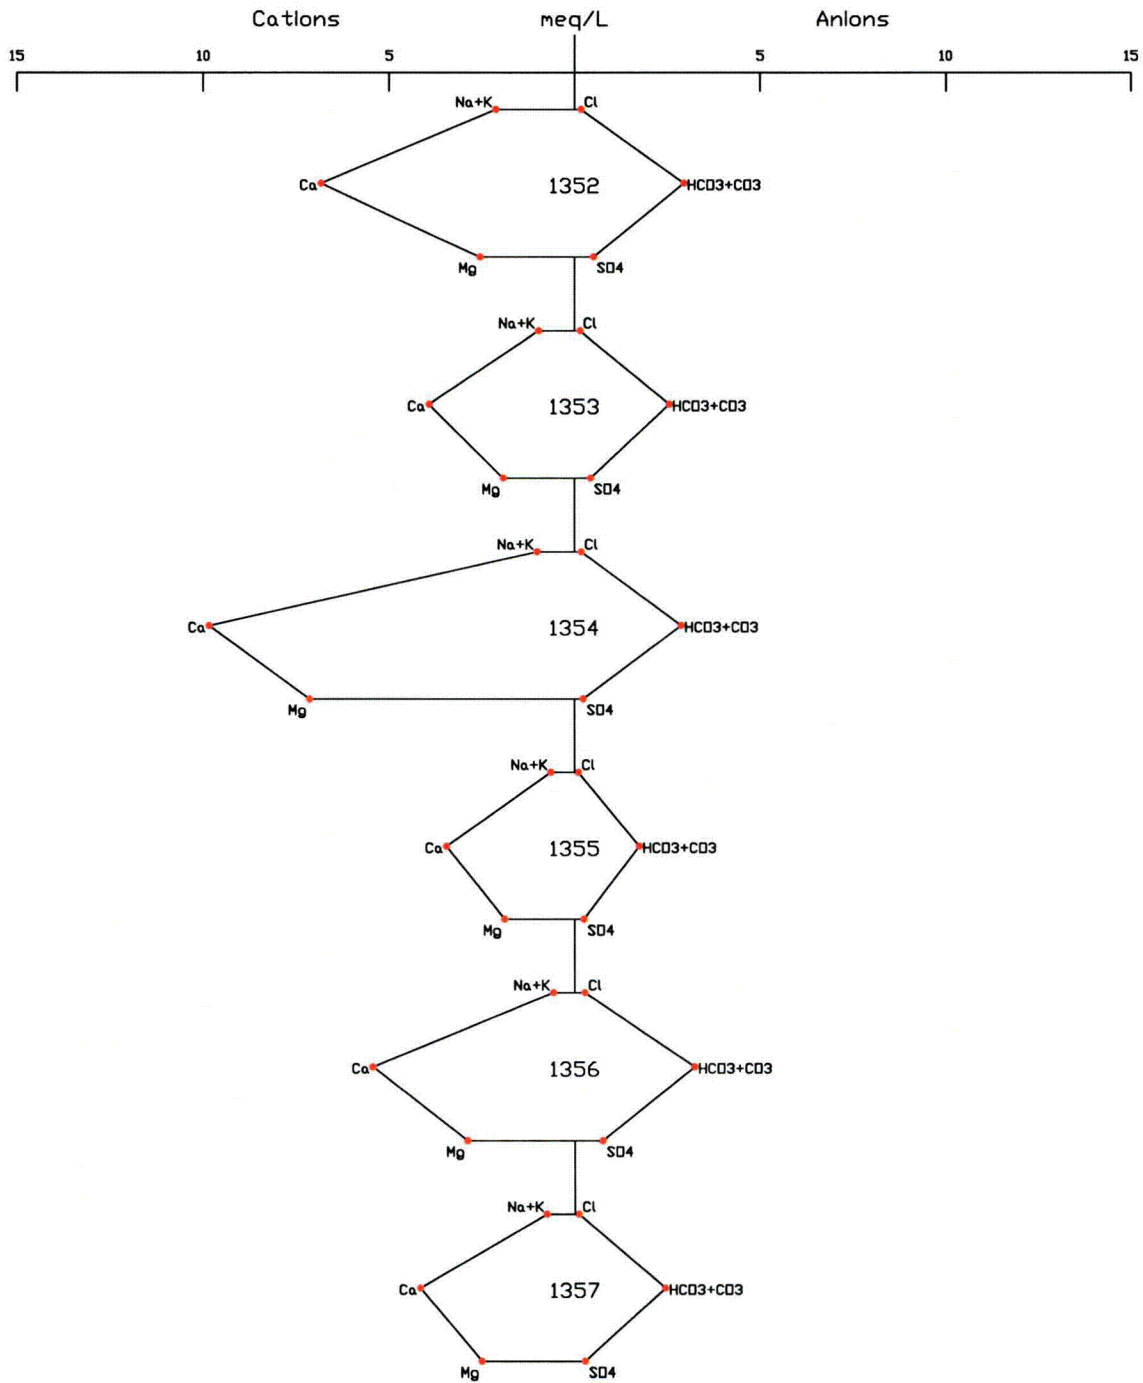 Cations meq/L Anions
15 10 5 5 10 15
Na+K Cl
Ca 1352 HCO3+CO3
Mg SO4
Na+K Cl
Ca 1353 HCO3+CO3
Mg SO4
Na+K Cl
Ca 1354 HCO3+CO3
Mg SO4
Na+K Cl
Ca 1355 HCO3+CO3
Mg SO4
Na+K Cl
Ca 1356 HCO3+CO3
Mg SO4
Na+K Cl
Ca 1357 HCO3+CO3
Mg SO4